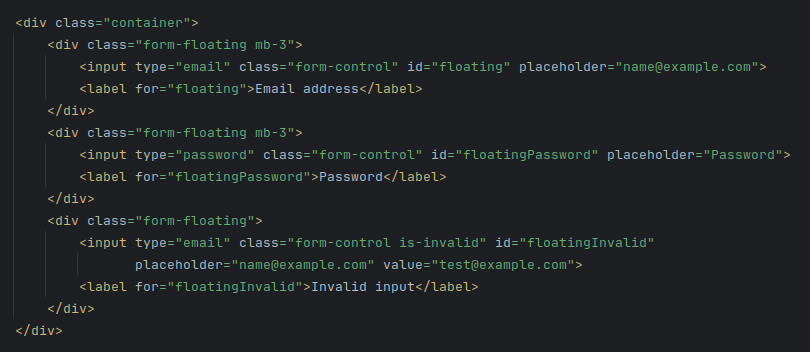 <div class="container">
    <div class="form-floating mb-3">
        <input type="email" class="form-control" id="floating" placeholder="name@example.com">
        <label for="floating">Email address</label>
    </div>
    <div class="form-floating mb-3">
        <input type="password" class="form-control" id="floatingPassword" placeholder="Password">
        <label for="floatingPassword">Password</label>
    </div>
    <div class="form-floating">
        <input type="email" class="form-control is-invalid" id="floatingInvalid"
               placeholder="name@example.com" value="test@example.com">
        <label for="floatingInvalid">Invalid input</label>
    </div>
</div>